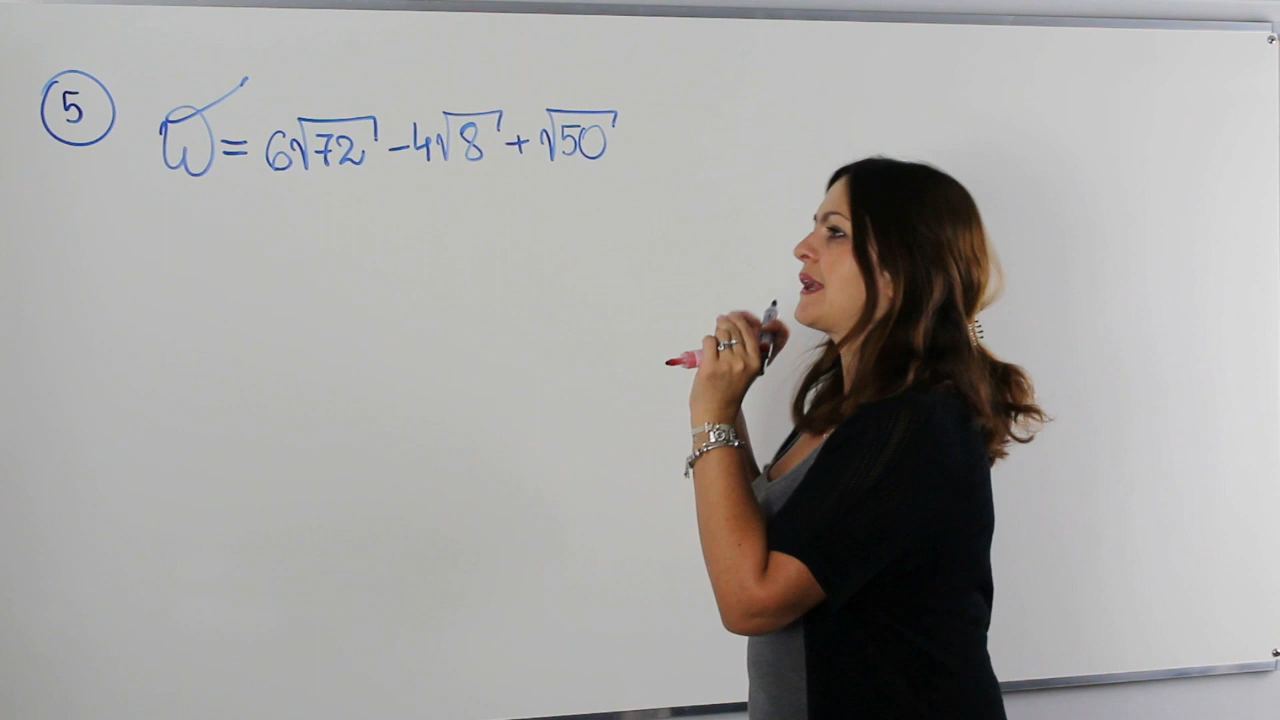 5 W = 6√72 - 4√8 + √50